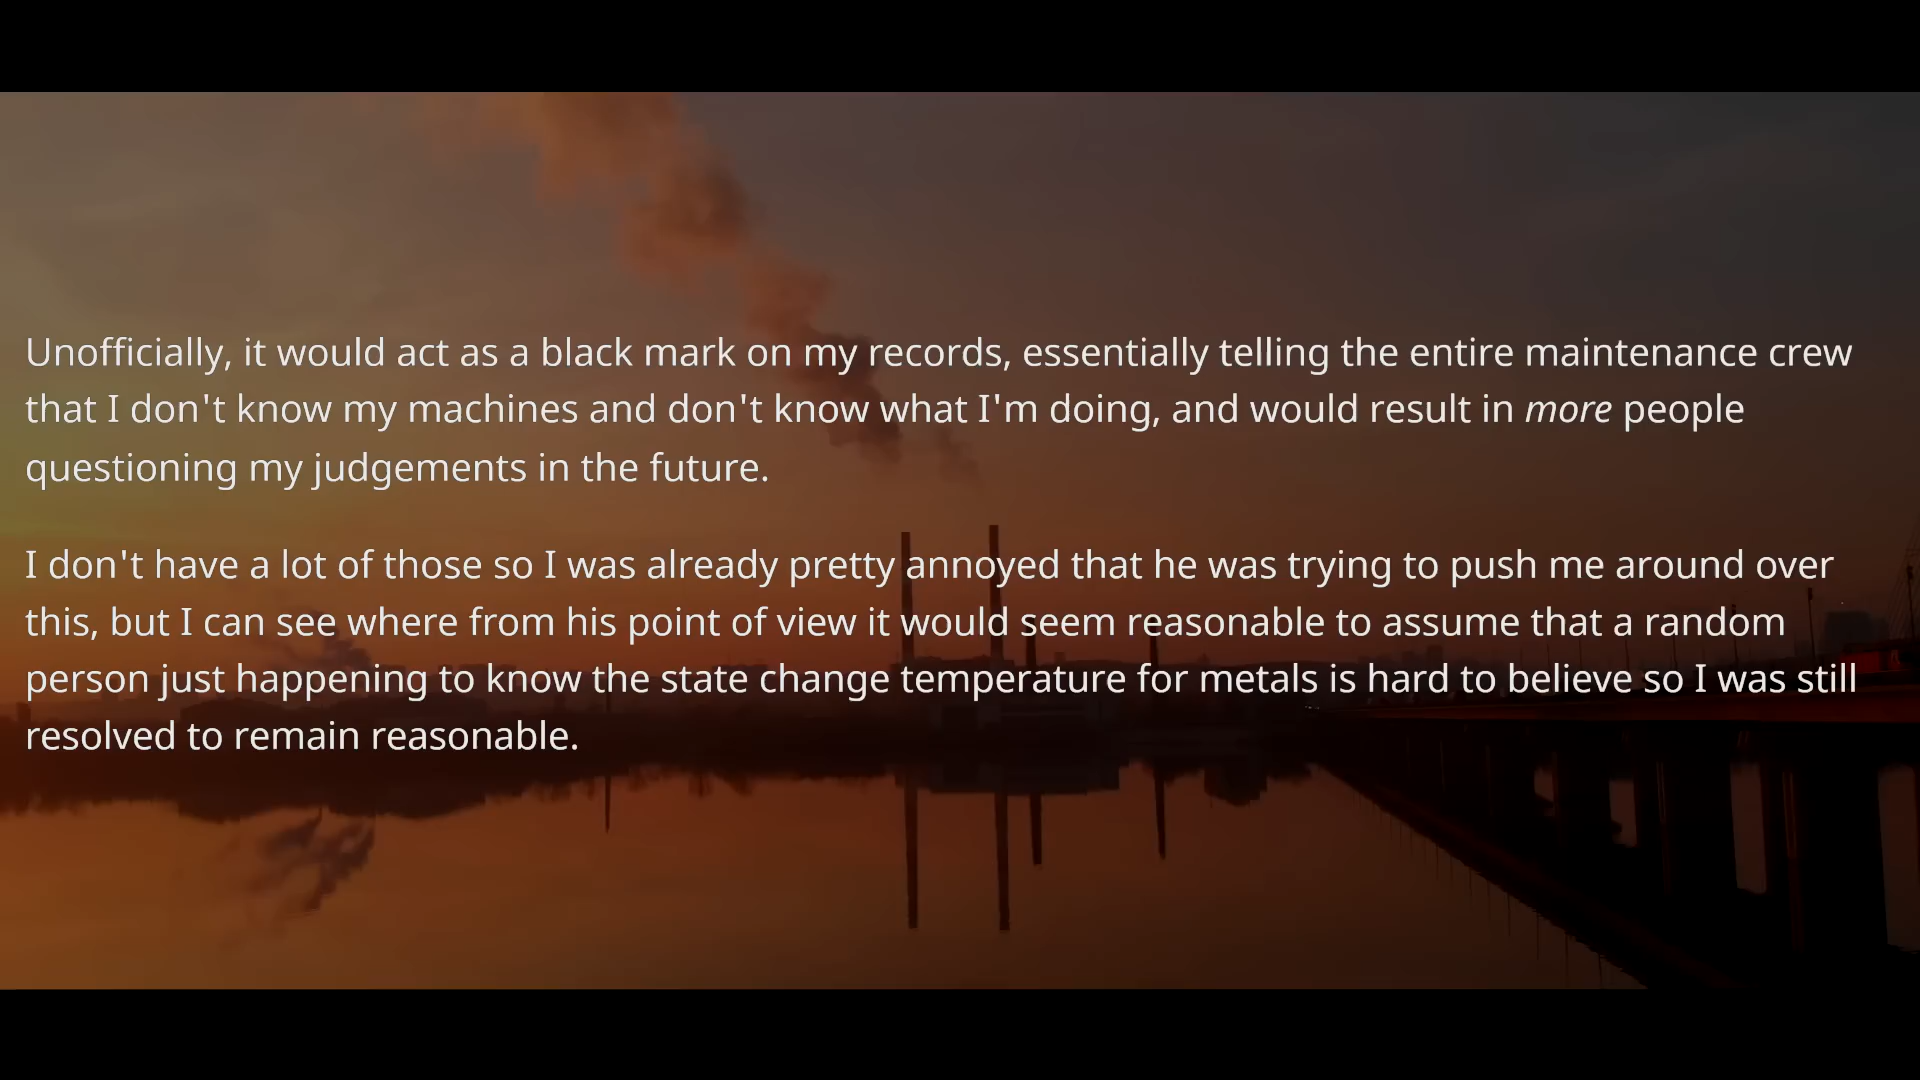 Unofficially, it would act as a black mark on my records, essentially telling the entire maintenance crew
that I don't know my machines and don't know what I'm doing, and would result in more people
questioning my judgements in the future.
I don't have a lot of those so I was already pretty annoyed that he was trying to push me around over
this, but I can see where from his point of view it would seem reasonable to assume that a random
person just happening to know the state change temperature for metals is hard to believe so I was still
resolved to remain reasonable.